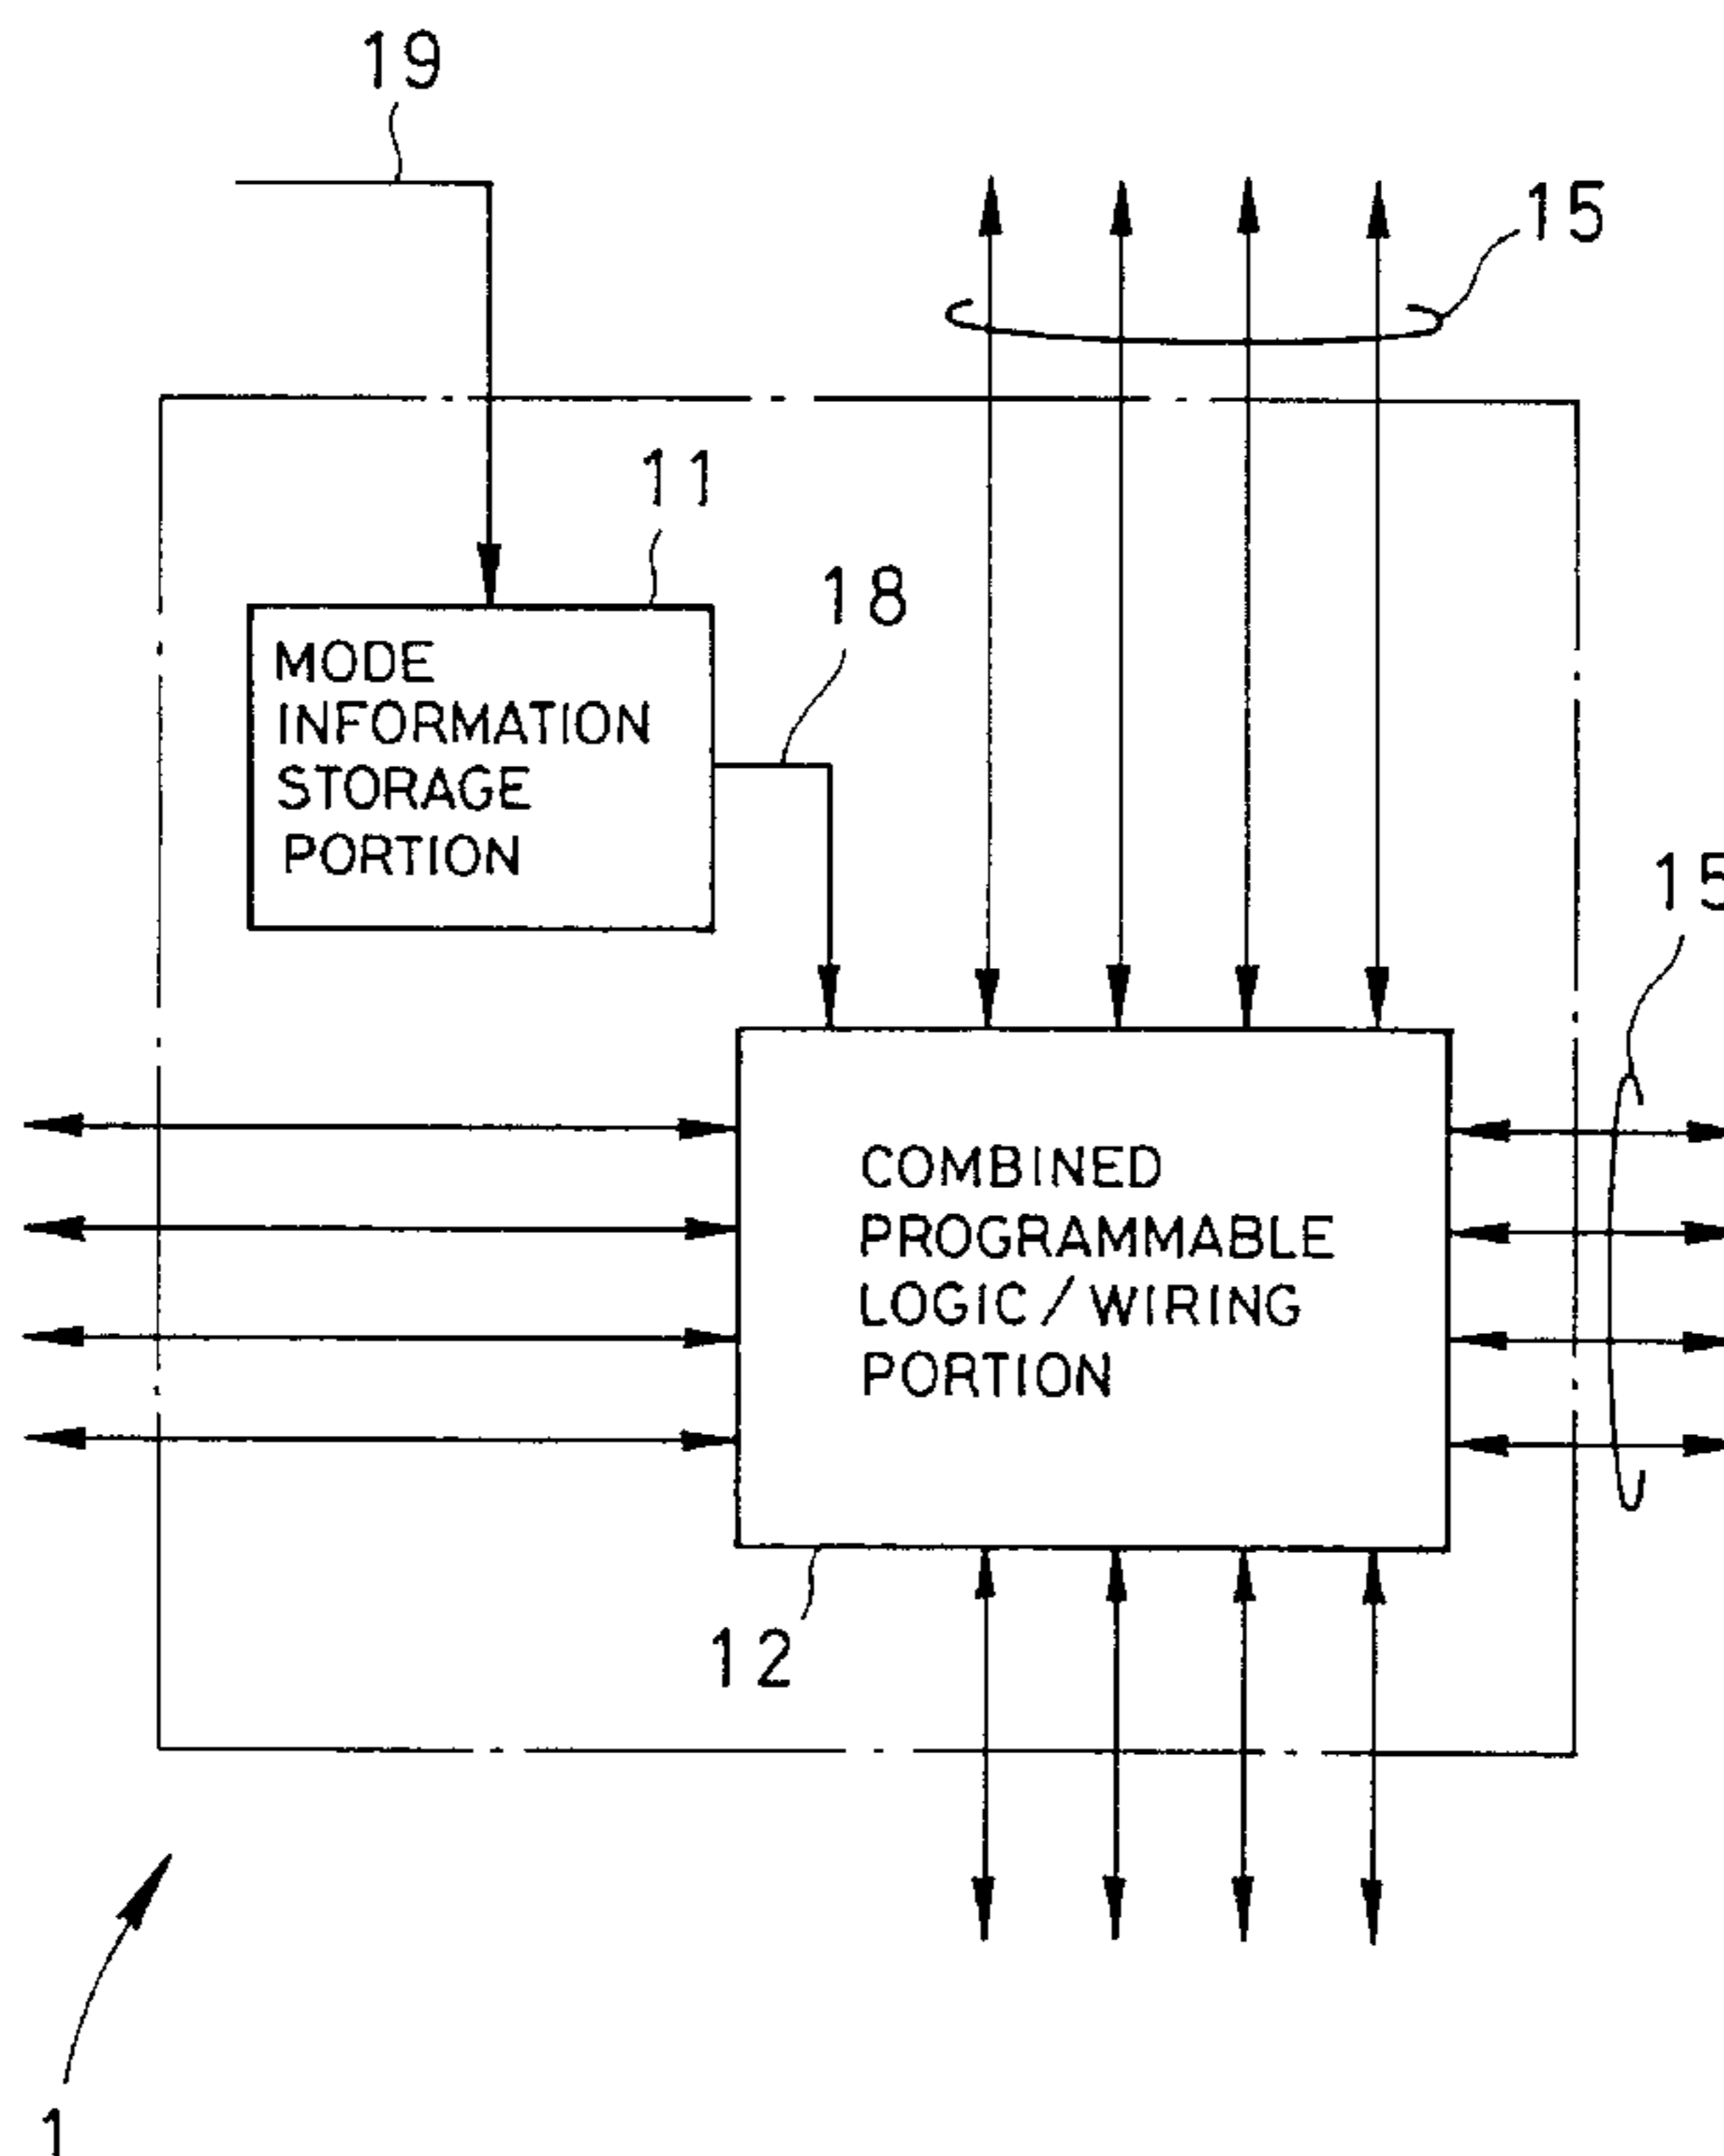 19
15
11
18
MODE
INFORMATION
STORAGE
PORTION
15
COMBINED
PROGRAMMABLE
LOGIC/WIRING
PORTION
12
1